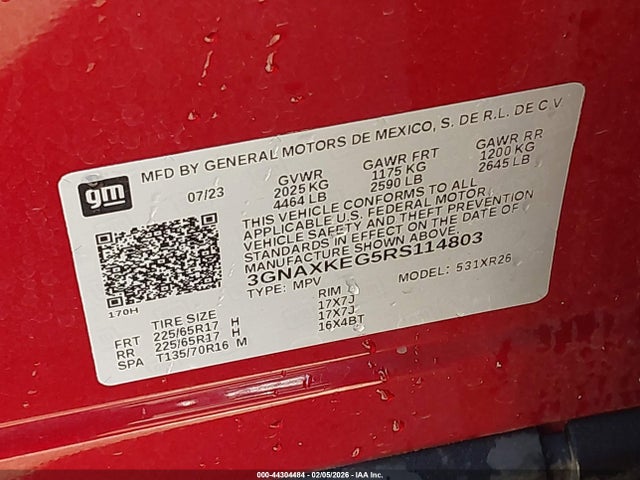 gm
MFD BY GENERAL MOTORS DE MEXICO, S. DE R.L. DE C V.
07/23 GVWR GAWR FRT GAWR RR
2025 KG 1175 KG 1200 KG
4464 LB 2590 LB 2645 LB
THIS VEHICLE CONFORMS TO ALL
APPLICABLE U.S. FEDERAL MOTOR
VEHICLE SAFETY AND THEFT PREVENTION
STANDARDS IN EFFECT ON THE DATE OF
MANUFACTURE SHOWN ABOVE.
3GNAXKEG5RS114803
TYPE: MPV MODEL: 531XR26
170H
TIRE SIZE RIM
FRT 225/65R17 H 17X7J
RR 225/65R17 H 17X7J
SPA T135/70R16 M 16X4BT
000-44304484 - 02/05/2026 - IAA Inc.